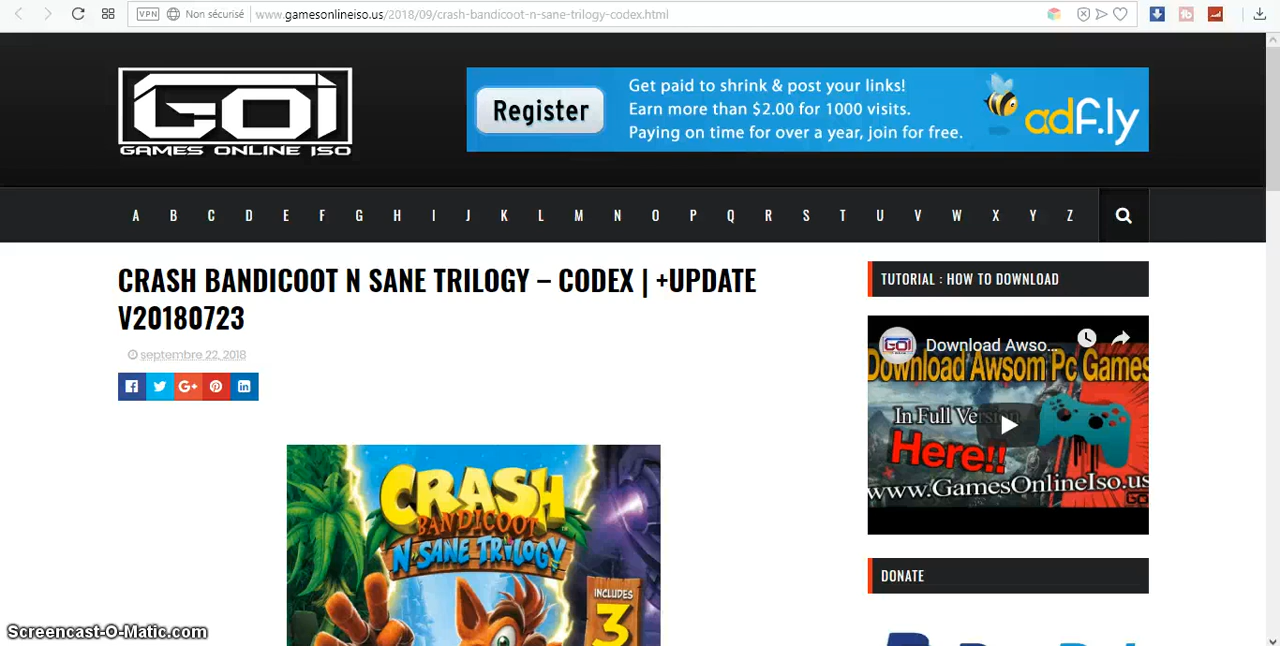 VPN
Non sécurisé
www.gamesonlineiso.us/2018/09/crash-bandicoot-n-sane-trilogy-codex.html
GOI
GAMES ONLINE ISO
Register
Get paid to shrink & post your links!
Earn more than $2.00 for 1000 visits.
Paying on time for over a year, join for free.
adf.ly
A B C D E F G H I J K L M N O P Q R S T U V W X Y Z
CRASH BANDICOOT N SANE TRILOGY – CODEX | +UPDATE
V20180723
septembre 22, 2018
CRASH
BANDICOOT
N. SANE TRILOGY
INCLUDES
3
TUTORIAL : HOW TO DOWNLOAD
GOI
Download Awso...
Download Awsom Pc Games
In Full Version
Here!!
www.GamesOnlineIso.us
DONATE
Screencast-O-Matic.com